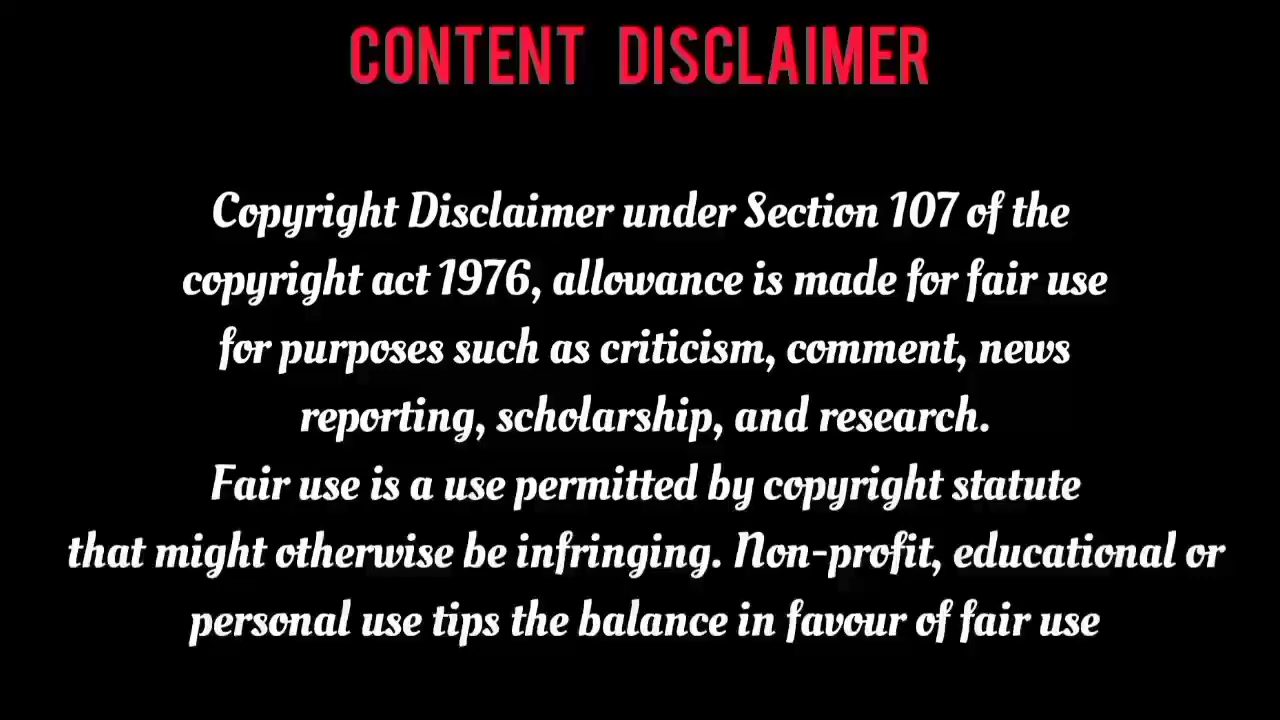 CONTENT DISCLAIMER
Copyright Disclaimer under Section 107 of the
copyright act 1976, allowance is made for fair use
for purposes such as criticism, comment, news
reporting, scholarship, and research.
Fair use is a use permitted by copyright statute
that might otherwise be infringing. Non-profit, educational or
personal use tips the balance in favour of fair use